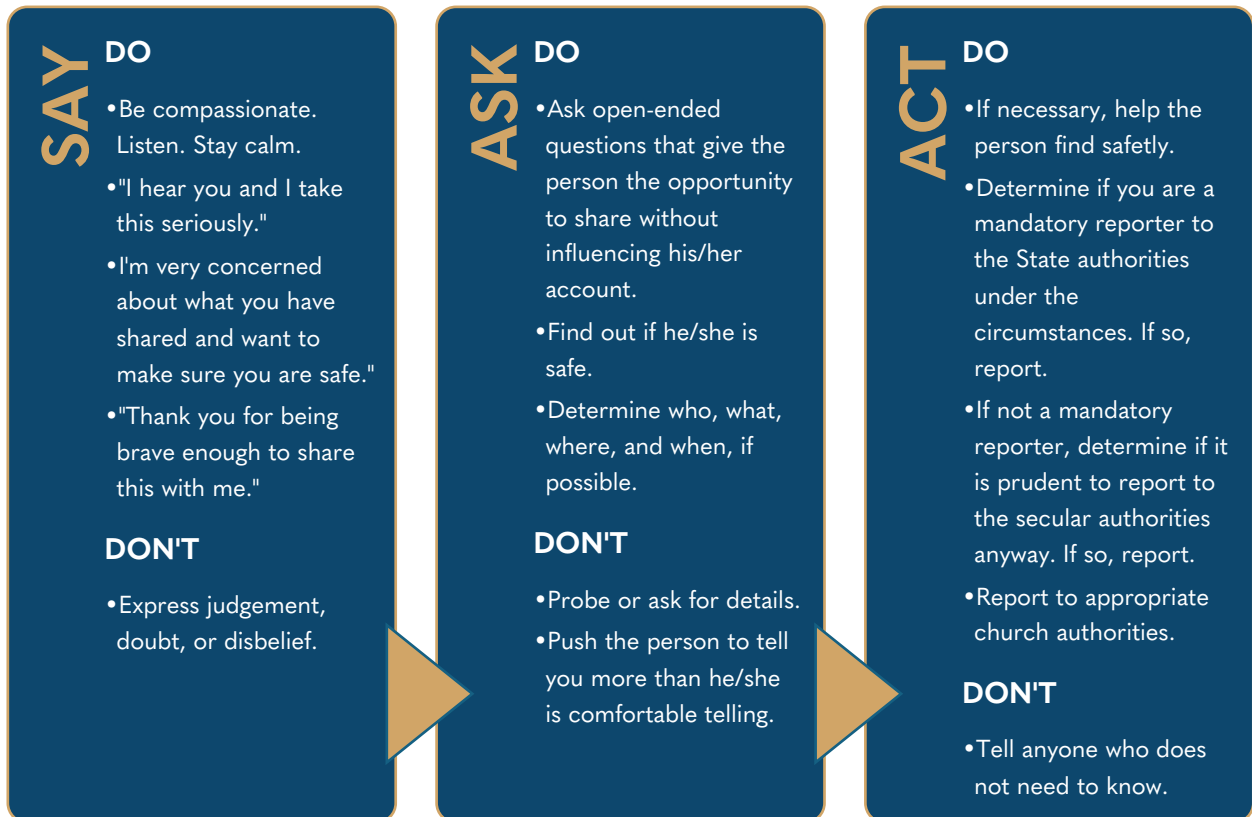 SAY
DO
•Be compassionate.
Listen. Stay calm.
•"I hear you and I take
this seriously."
•I'm very concerned
about what you have
shared and want to
make sure you are safe."
•"Thank you for being
brave enough to share
this with me."
DON'T
•Express judgement,
doubt, or disbelief.
ASK
DO
•Ask open-ended
questions that give the
person the opportunity
to share without
influencing his/her
account.
•Find out if he/she is
safe.
•Determine who, what,
where, and when, if
possible.
DON'T
•Probe or ask for details.
•Push the person to tell
you more than he/she
is comfortable telling.
ACT
DO
•If necessary, help the
person find safetly.
•Determine if you are a
mandatory reporter to
the State authorities
under the
circumstances. If so,
report.
•If not a mandatory
reporter, determine if it
is prudent to report to
the secular authorities
anyway. If so, report.
•Report to appropriate
church authorities.
DON'T
•Tell anyone who does
not need to know.